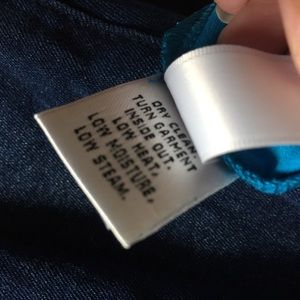 DRY CLEAN
TURN GARMENT
INSIDE OUT.
LOW HEAT.
LOW MOISTURE.
LOW STEAM.